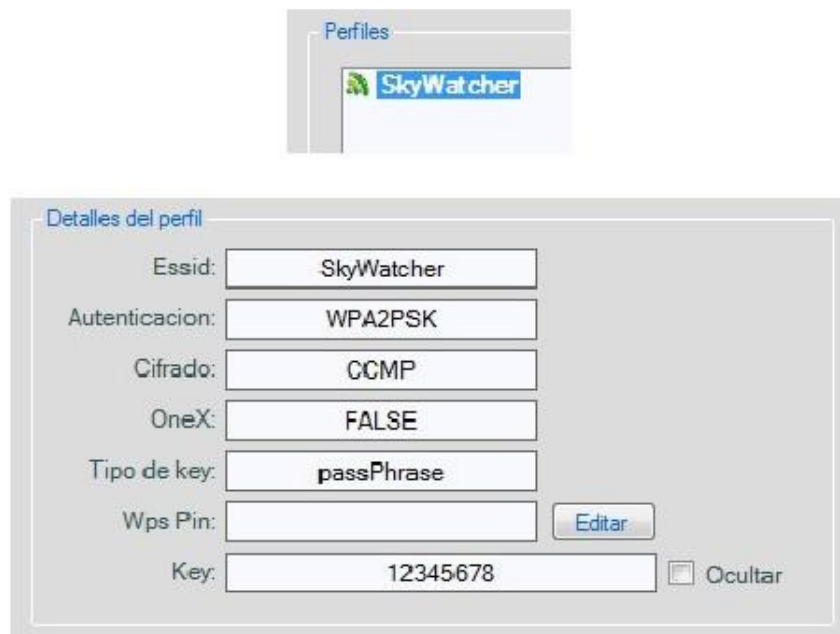 Perfiles
SkyWatcher
Detalles del perfil
Essid: SkyWatcher
Autenticacion: WPA2PSK
Cifrado: CCMP
OneX: FALSE
Tipo de key: passPhrase
Wps Pin: Editar
Key: 12345678 Ocultar